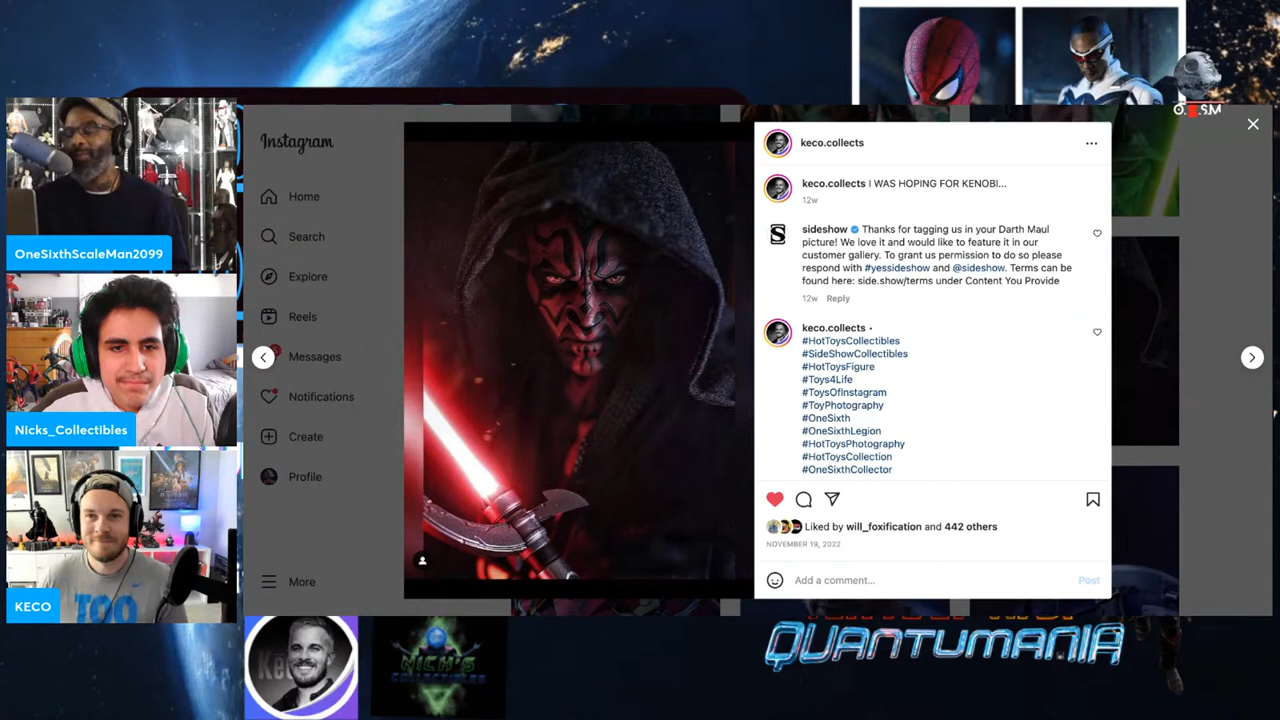 O.S.M
Instagram
Home
Search
Explore
Reels
Messages
Notifications
Create
Profile
More
keco.collects
keco.collects I WAS HOPING FOR KENOBI...
12w
sideshow Thanks for tagging us in your Darth Maul
picture! We love it and would like to feature it in our
customer gallery. To grant us permission to do so please
respond with #yessideshow and @sideshow. Terms can be
found here: side.show/terms under Content You Provide
12w Reply
keco.collects •
#HotToysCollectibles
#SideShowCollectibles
#HotToysFigure
#Toys4Life
#ToysOfInstagram
#ToyPhotography
#OneSixth
#OneSixthLegion
#HotToysPhotography
#HotToysCollection
#OneSixthCollector
Liked by will_foxification and 442 others
NOVEMBER 19, 2022
Add a comment...
Post
OneSixthScaleMan2099
Nicks_Collectibles
KECO
TOO
Ke
NICK'S
COLLECTIBLES
QUANTUMANIA